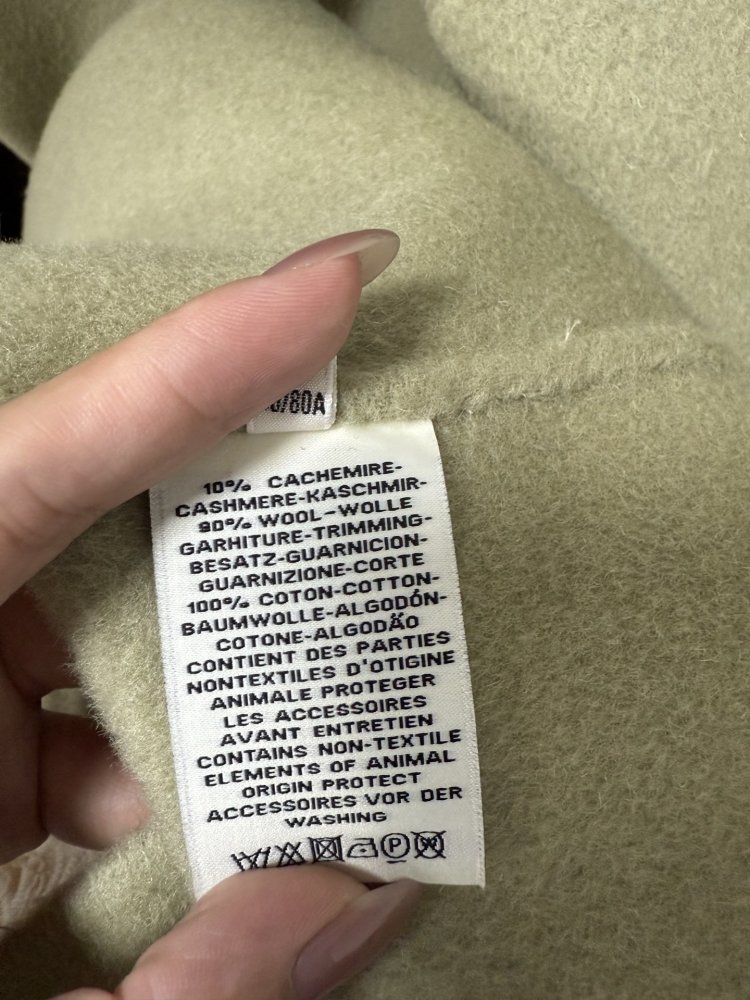 /80A
10% CACHEMIRE-
CASHMERE-KASCHMIR-
90% WOOL-WOLLE
GARHITURE-TRIMMING-
BESATZ-GUARNICION-
GUARNIZIONE-CORTE
100% COTON-COTTON-
BAUMWOLLE-ALGODÓN-
COTONE-ALGODÃO
CONTIENT DES PARTIES
NONTEXTILES D'OTIGINE
ANIMALE PROTEGER
LES ACCESSOIRES
AVANT ENTRETIEN
CONTAINS NON-TEXTILE
ELEMENTS OF ANIMAL
ORIGIN PROTECT
ACCESSOIRES VOR DER
WASHING
P